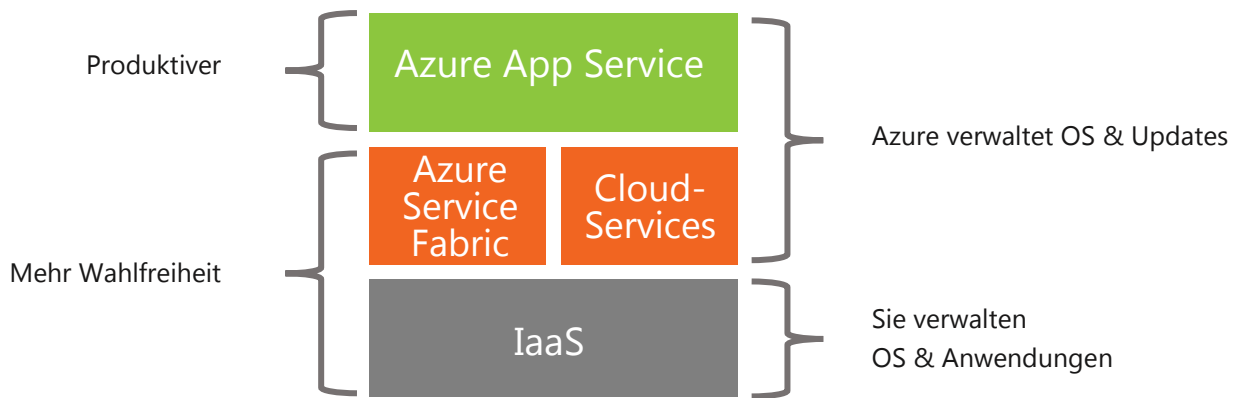 Azure App Service
Produktiver
Azure verwaltet OS & Updates
Azure
Service
Fabric
Cloud-
Services
Mehr Wahlfreiheit
IaaS
Sie verwalten
OS & Anwendungen